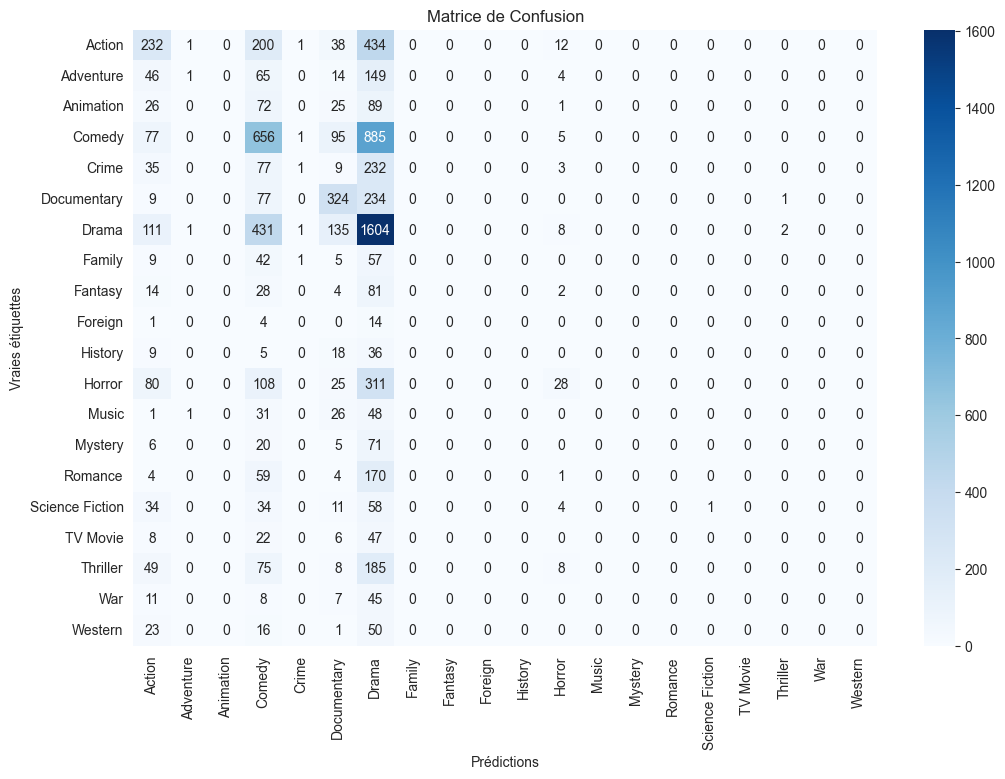 Matrice de Confusion
Vraies étiquettes
Action 232 1 0 200 1 38 434 0 0 0 0 12 0 0 0 0 0 0 0 0
Adventure 46 1 0 65 0 14 149 0 0 0 0 4 0 0 0 0 0 0 0 0
Animation 26 0 0 72 0 25 89 0 0 0 0 1 0 0 0 0 0 0 0 0
Comedy 77 0 0 656 1 95 885 0 0 0 0 5 0 0 0 0 0 0 0 0
Crime 35 0 0 77 1 9 232 0 0 0 0 3 0 0 0 0 0 0 0 0
Documentary 9 0 0 77 0 324 234 0 0 0 0 0 0 0 0 0 0 1 0 0
Drama 111 1 0 431 1 135 1604 0 0 0 0 8 0 0 0 0 0 2 0 0
Family 9 0 0 42 1 5 57 0 0 0 0 0 0 0 0 0 0 0 0 0
Fantasy 14 0 0 28 0 4 81 0 0 0 0 2 0 0 0 0 0 0 0 0
Foreign 1 0 0 4 0 0 14 0 0 0 0 0 0 0 0 0 0 0 0 0
History 9 0 0 5 0 18 36 0 0 0 0 0 0 0 0 0 0 0 0 0
Horror 80 0 0 108 0 25 311 0 0 0 0 28 0 0 0 0 0 0 0 0
Music 1 1 0 31 0 26 48 0 0 0 0 0 0 0 0 0 0 0 0 0
Mystery 6 0 0 20 0 5 71 0 0 0 0 0 0 0 0 0 0 0 0 0
Romance 4 0 0 59 0 4 170 0 0 0 0 1 0 0 0 0 0 0 0 0
Science Fiction 34 0 0 34 0 11 58 0 0 0 0 4 0 0 0 1 0 0 0 0
TV Movie 8 0 0 22 0 6 47 0 0 0 0 0 0 0 0 0 0 0 0 0
Thriller 49 0 0 75 0 8 185 0 0 0 0 8 0 0 0 0 0 0 0 0
War 11 0 0 8 0 7 45 0 0 0 0 0 0 0 0 0 0 0 0 0
Western 23 0 0 16 0 1 50 0 0 0 0 0 0 0 0 0 0 0 0 0
Action Adventure Animation Comedy Crime Documentary Drama Family Fantasy Foreign History Horror Music Mystery Romance Science Fiction TV Movie Thriller War Western
Prédictions
1600
1400
1200
1000
800
600
400
200
0